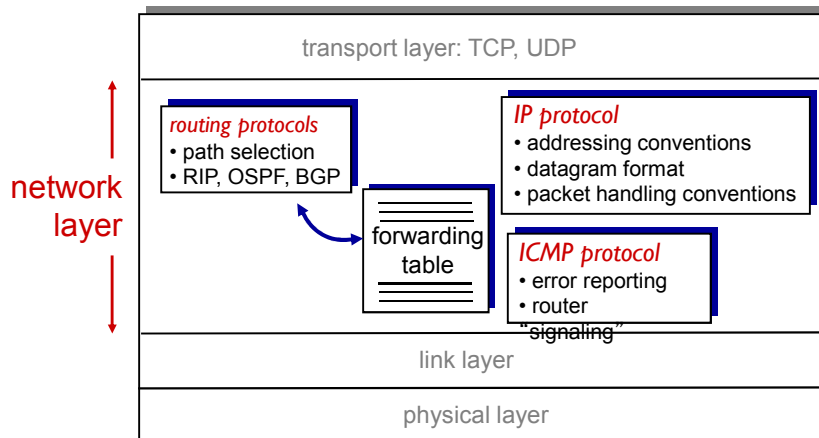 transport layer: TCP, UDP
network
layer
routing protocols
• path selection
• RIP, OSPF, BGP
forwarding
table
IP protocol
• addressing conventions
• datagram format
• packet handling conventions
ICMP protocol
• error reporting
• router
“signaling”
link layer
physical layer